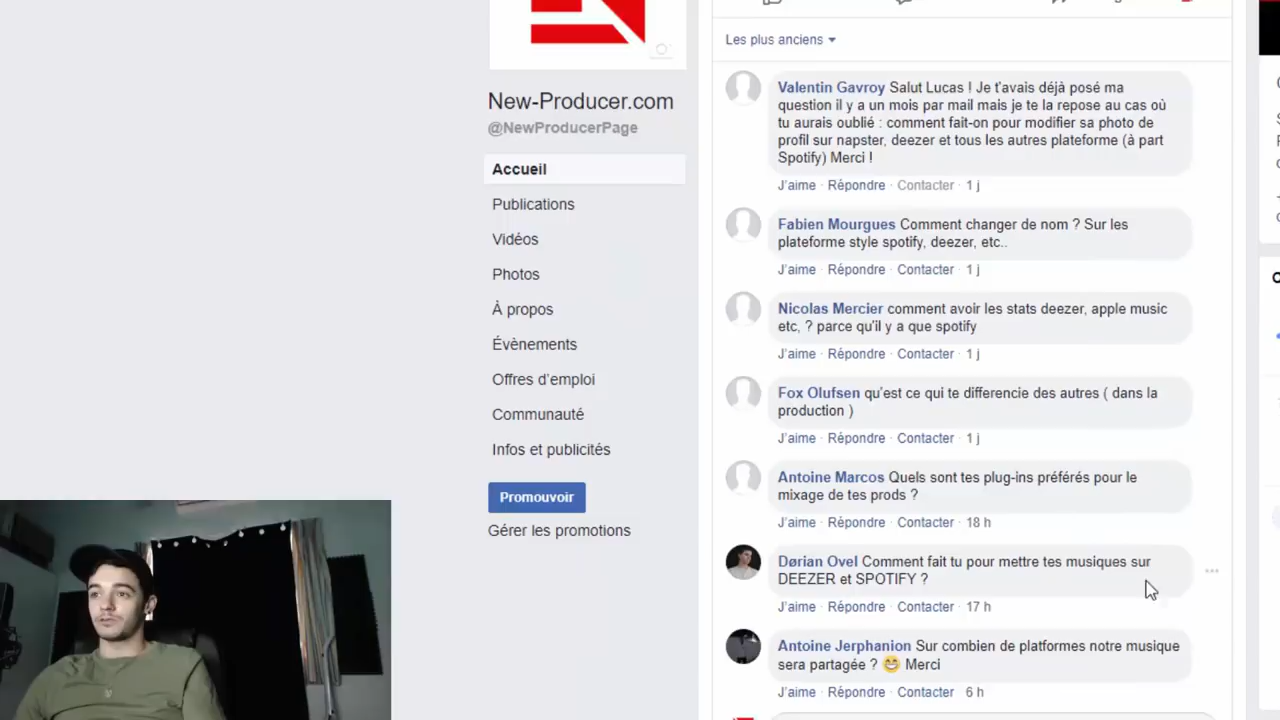 New-Producer.com
@NewProducerPage
Accueil
Publications
Vidéos
Photos
À propos
Évènements
Offres d'emploi
Communauté
Infos et publicités
Promouvoir
Gérer les promotions
Les plus anciens
Valentin Gavroy Salut Lucas ! Je t'avais déjà posé ma
question il y a un mois par mail mais je te la repose au cas où
tu aurais oublié : comment fait-on pour modifier sa photo de
profil sur napster, deezer et tous les autres plateforme (à part
Spotify) Merci !
J'aime · Répondre · Contacter · 1 j
Fabien Mourgues Comment changer de nom ? Sur les
plateforme style spotify, deezer, etc..
J'aime · Répondre · Contacter · 1 j
Nicolas Mercier comment avoir les stats deezer, apple music
etc, ? parce qu'il y a que spotify
J'aime · Répondre · Contacter · 1 j
Fox Olufsen qu'est ce qui te differencie des autres ( dans la
production )
J'aime · Répondre · Contacter · 1 j
Antoine Marcos Quels sont tes plug-ins préférés pour le
mixage de tes prods ?
J'aime · Répondre · Contacter · 18 h
Dørian Ovel Comment fait tu pour mettre tes musiques sur
DEEZER et SPOTIFY ?
J'aime · Répondre · Contacter · 17 h
Antoine Jerphanion Sur combien de platformes notre musique
sera partagée ? 😁 Merci
J'aime · Répondre · Contacter · 6 h